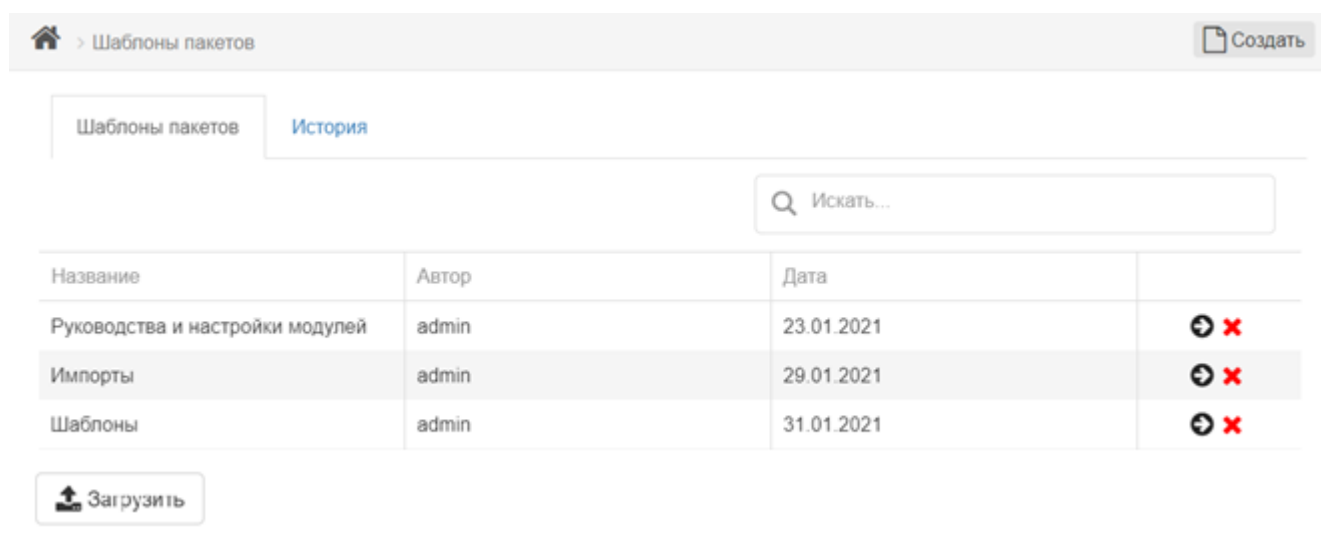 > Шаблоны пакетов Создать
Шаблоны пакетов История
Искать...
Название Автор Дата
Руководства и настройки модулей admin 23.01.2021
Импорты admin 29.01.2021
Шаблоны admin 31.01.2021
Загрузить